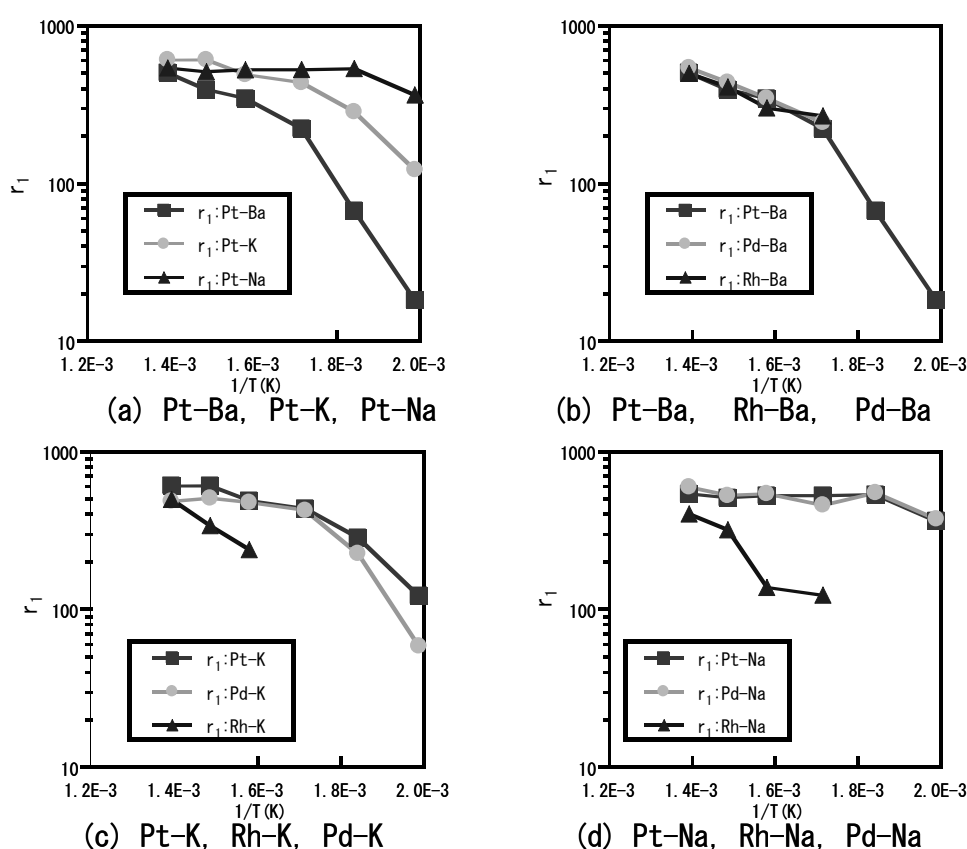 1000
100
10
r₁
r₁:Pt-Ba
r₁:Pt-K
r₁:Pt-Na
1.2E-3 1.4E-3 1.6E-3 1.8E-3 2.0E-3
1/T(K)
(a) Pt-Ba, Pt-K, Pt-Na
1000
100
10
r₁
r₁:Pt-Ba
r₁:Pd-Ba
r₁:Rh-Ba
1.2E-3 1.4E-3 1.6E-3 1.8E-3 2.0E-3
1/T(K)
(b) Pt-Ba, Rh-Ba, Pd-Ba
1000
100
10
r₁
r₁:Pt-K
r₁:Pd-K
r₁:Rh-K
1.2E-3 1.4E-3 1.6E-3 1.8E-3 2.0E-3
1/T(K)
(c) Pt-K, Rh-K, Pd-K
1000
100
10
r₁
r₁:Pt-Na
r₁:Pd-Na
r₁:Rh-Na
1.2E-3 1.4E-3 1.6E-3 1.8E-3 2.0E-3
1/T(K)
(d) Pt-Na, Rh-Na, Pd-Na